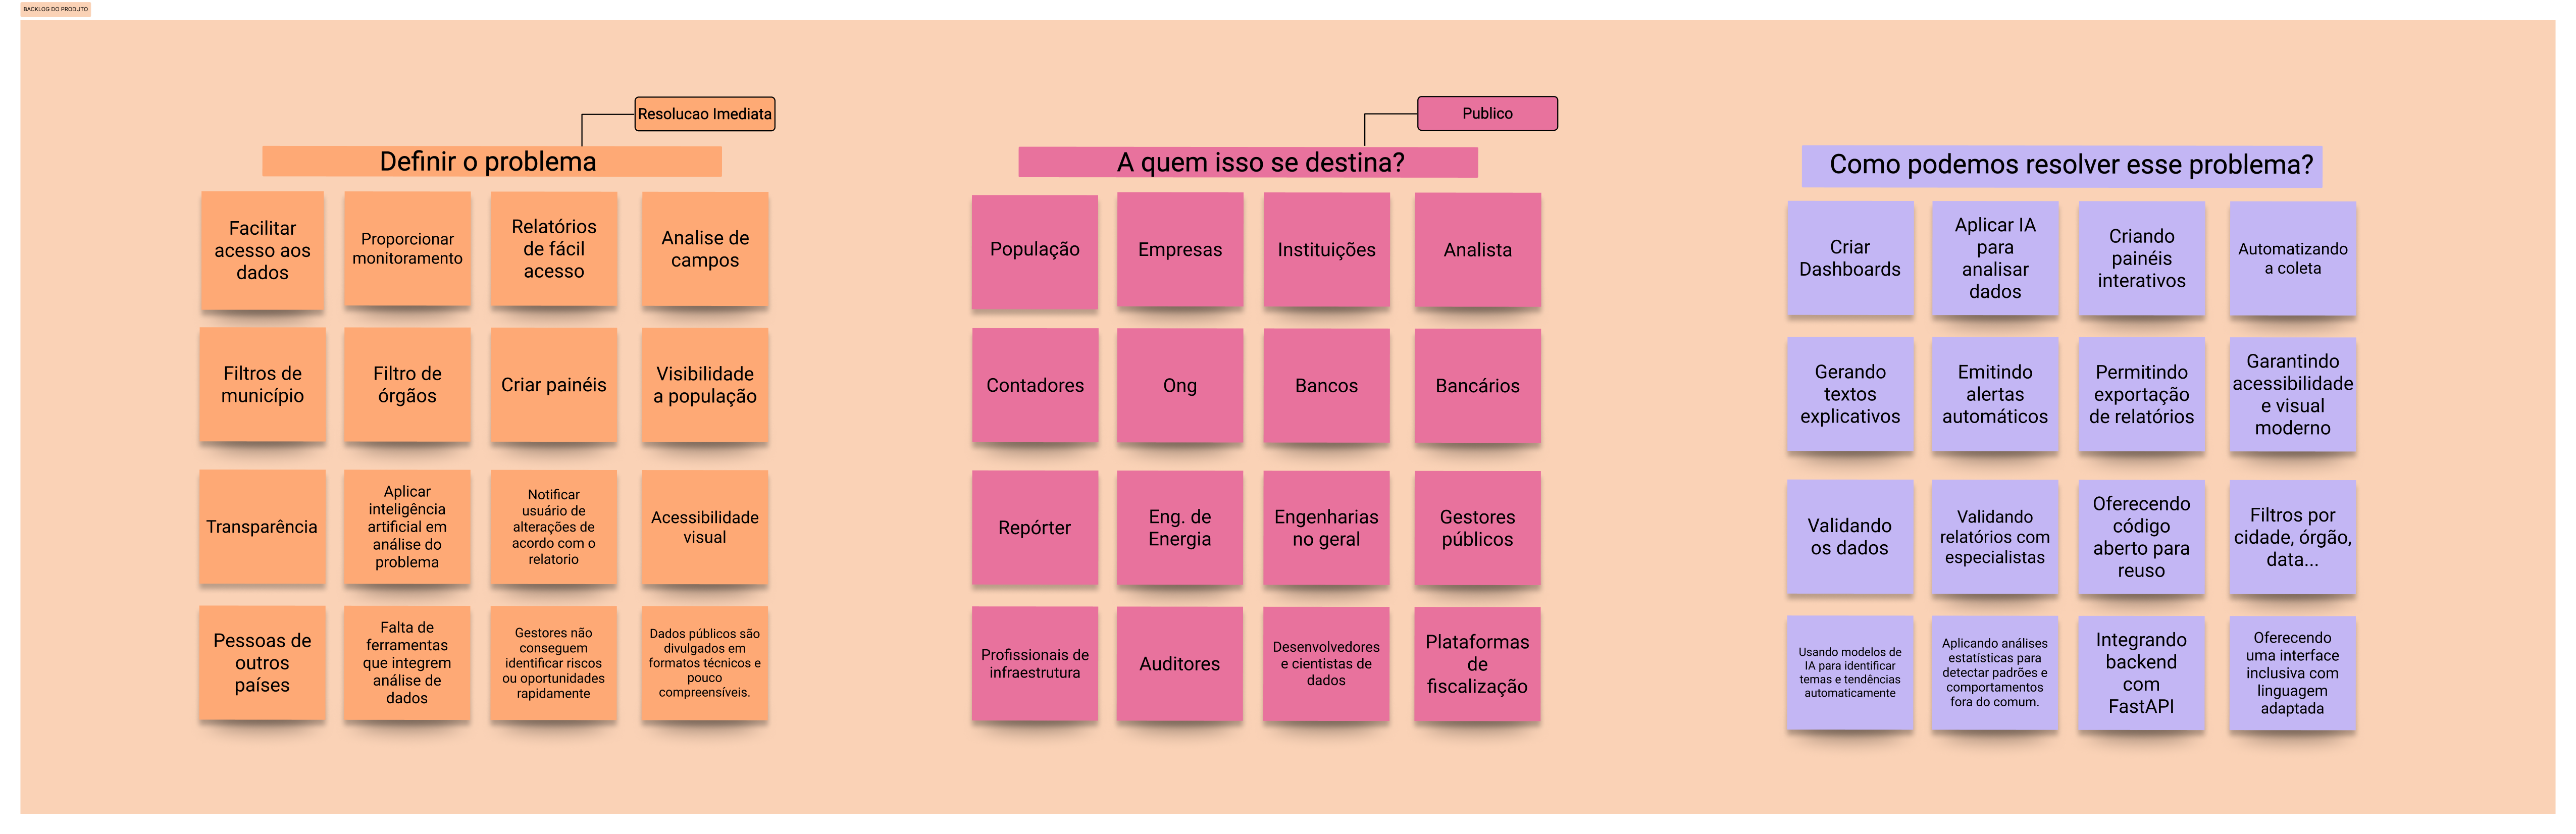 BACKLOG DO PRODUTO
Resolucao Imediata
Definir o problema
Facilitar
acesso aos
dados
Proporcionar
monitoramento
Relatórios
de fácil
acesso
Analise de
campos
Filtros de
município
Filtro de
órgãos
Criar painéis
Visibilidade
a população
Transparência
Aplicar
inteligência
artificial em
análise do
problema
Notificar
usuário de
alterações de
acordo com o
relatorio
Acessibilidade
visual
Pessoas de
outros
países
Falta de
ferramentas
que integrem
análise de
dados
Gestores não
conseguem
identificar riscos
ou oportunidades
rapidamente
Dados públicos são
divulgados em
formatos técnicos e
pouco
compreensíveis.
Publico
A quem isso se destina?
População
Empresas
Instituições
Analista
Contadores
Ong
Bancos
Bancários
Repórter
Eng. de
Energia
Engenharias
no geral
Gestores
públicos
Profissionais de
infraestrutura
Auditores
Desenvolvedores
e cientistas de
dados
Plataformas
de
fiscalização
Como podemos resolver esse problema?
Criar
Dashboards
Aplicar IA
para
analisar
dados
Criando
painéis
interativos
Automatizando
a coleta
Gerando
textos
explicativos
Emitindo
alertas
automáticos
Permitindo
exportação
de relatórios
Garantindo
acessibilidade
e visual
moderno
Validando
os dados
Validando
relatórios com
especialistas
Oferecendo
código
aberto para
reuso
Filtros por
cidade, órgão,
data...
Usando modelos de
IA para identificar
temas e tendências
automaticamente
Aplicando análises
estatísticas para
detectar padrões e
comportamentos
fora do comum.
Integrando
backend
com
FastAPI
Oferecendo
uma interface
inclusiva com
linguagem
adaptada